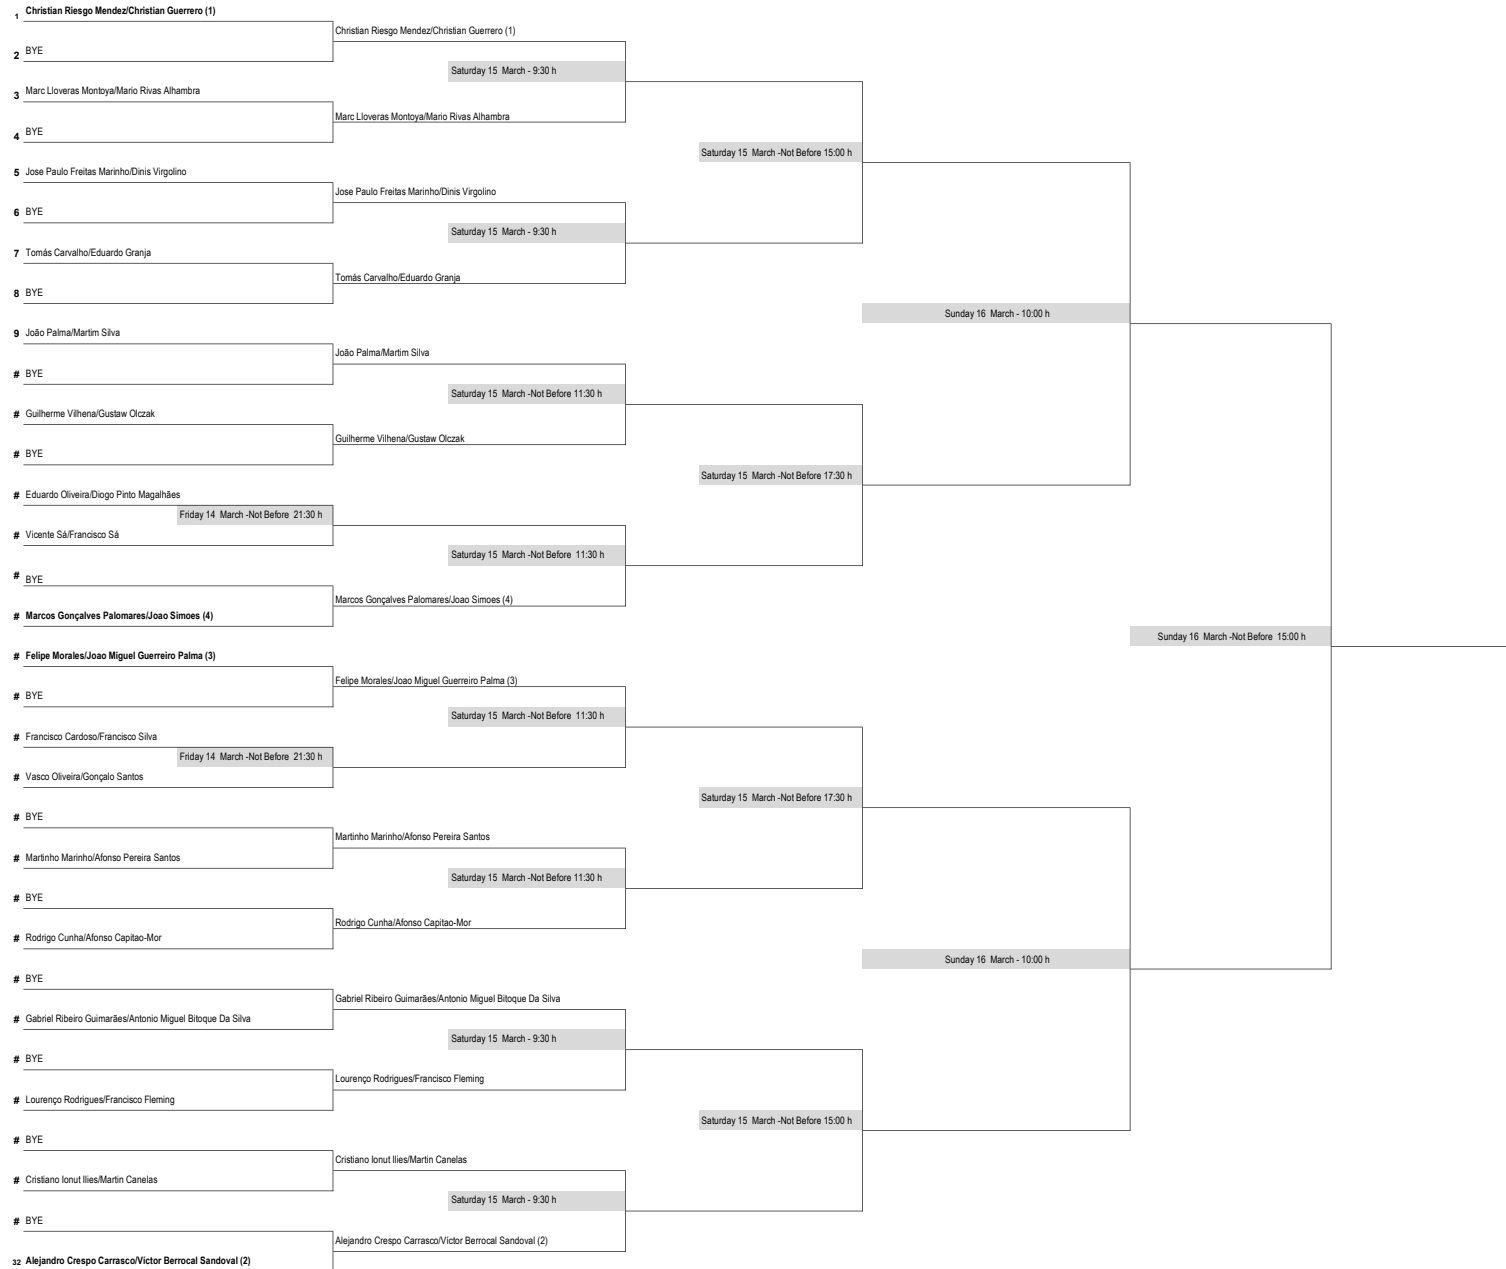 1 Christian Riesgo Mendez/Christian Guerrero (1)
Christian Riesgo Mendez/Christian Guerrero (1)
2 BYE
Saturday 15 March - 9:30 h
3 Marc Lloveras Montoya/Mario Rivas Alhambra
Marc Lloveras Montoya/Mario Rivas Alhambra
4 BYE
Saturday 15 March -Not Before 15:00 h
5 Jose Paulo Freitas Marinho/Dinis Virgolino
Jose Paulo Freitas Marinho/Dinis Virgolino
6 BYE
Saturday 15 March - 9:30 h
7 Tomás Carvalho/Eduardo Granja
Tomás Carvalho/Eduardo Granja
8 BYE
Sunday 16 March - 10:00 h
9 João Palma/Martim Silva
João Palma/Martim Silva
# BYE
Saturday 15 March -Not Before 11:30 h
# Guilherme Vilhena/Gustaw Olczak
Guilherme Vilhena/Gustaw Olczak
# BYE
Saturday 15 March -Not Before 17:30 h
# Eduardo Oliveira/Diogo Pinto Magalhães
Friday 14 March -Not Before 21:30 h
# Vicente Sá/Francisco Sá
Saturday 15 March -Not Before 11:30 h
# BYE
Marcos Gonçalves Palomares/Joao Simoes (4)
# Marcos Gonçalves Palomares/Joao Simoes (4)
Sunday 16 March -Not Before 15:00 h
# Felipe Morales/Joao Miguel Guerreiro Palma (3)
Felipe Morales/Joao Miguel Guerreiro Palma (3)
# BYE
Saturday 15 March -Not Before 11:30 h
# Francisco Cardoso/Francisco Silva
Friday 14 March -Not Before 21:30 h
# Vasco Oliveira/Gonçalo Santos
Saturday 15 March -Not Before 17:30 h
# BYE
Martinho Marinho/Afonso Pereira Santos
# Martinho Marinho/Afonso Pereira Santos
Saturday 15 March -Not Before 11:30 h
# BYE
Rodrigo Cunha/Afonso Capitao-Mor
# Rodrigo Cunha/Afonso Capitao-Mor
Sunday 16 March - 10:00 h
# BYE
Gabriel Ribeiro Guimarães/Antonio Miguel Bitoque Da Silva
# Gabriel Ribeiro Guimarães/Antonio Miguel Bitoque Da Silva
Saturday 15 March - 9:30 h
# BYE
Lourenço Rodrigues/Francisco Fleming
# Lourenço Rodrigues/Francisco Fleming
Saturday 15 March -Not Before 15:00 h
# BYE
Cristiano Ionut Ilies/Martin Canelas
# Cristiano Ionut Ilies/Martin Canelas
Saturday 15 March - 9:30 h
# BYE
Alejandro Crespo Carrasco/Víctor Berrocal Sandoval (2)
32 Alejandro Crespo Carrasco/Víctor Berrocal Sandoval (2)